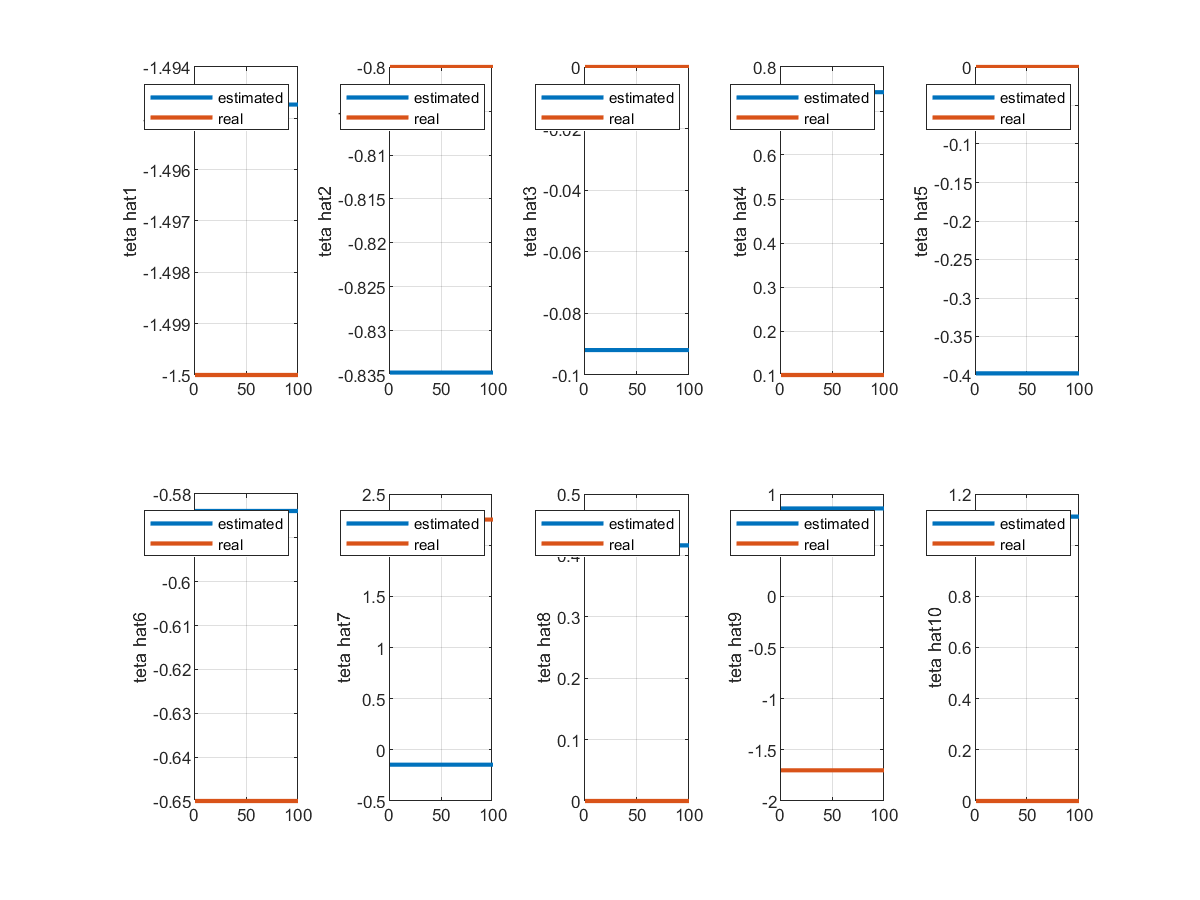 teta hat1
-1.494
-1.496
-1.497
-1.498
-1.499
-1.5
0 50 100
estimated
real
teta hat2
-0.8
-0.81
-0.815
-0.82
-0.825
-0.83
-0.835
0 50 100
estimated
real
teta hat3
0
-0.04
-0.06
-0.08
-0.1
0 50 100
estimated
real
teta hat4
0.8
0.6
0.5
0.4
0.3
0.2
0.1
0 50 100
estimated
real
teta hat5
0
-0.1
-0.15
-0.2
-0.25
-0.3
-0.35
-0.4
0 50 100
estimated
real
teta hat6
-0.58
-0.6
-0.61
-0.62
-0.63
-0.64
-0.65
0 50 100
estimated
real
teta hat7
2.5
1.5
1
0.5
0
-0.5
0 50 100
estimated
real
teta hat8
0.5
0.4
0.3
0.2
0.1
0
0 50 100
estimated
real
teta hat9
1
0
-0.5
-1
-1.5
-2
0 50 100
estimated
real
teta hat10
1.2
0.8
0.6
0.4
0.2
0
0 50 100
estimated
real